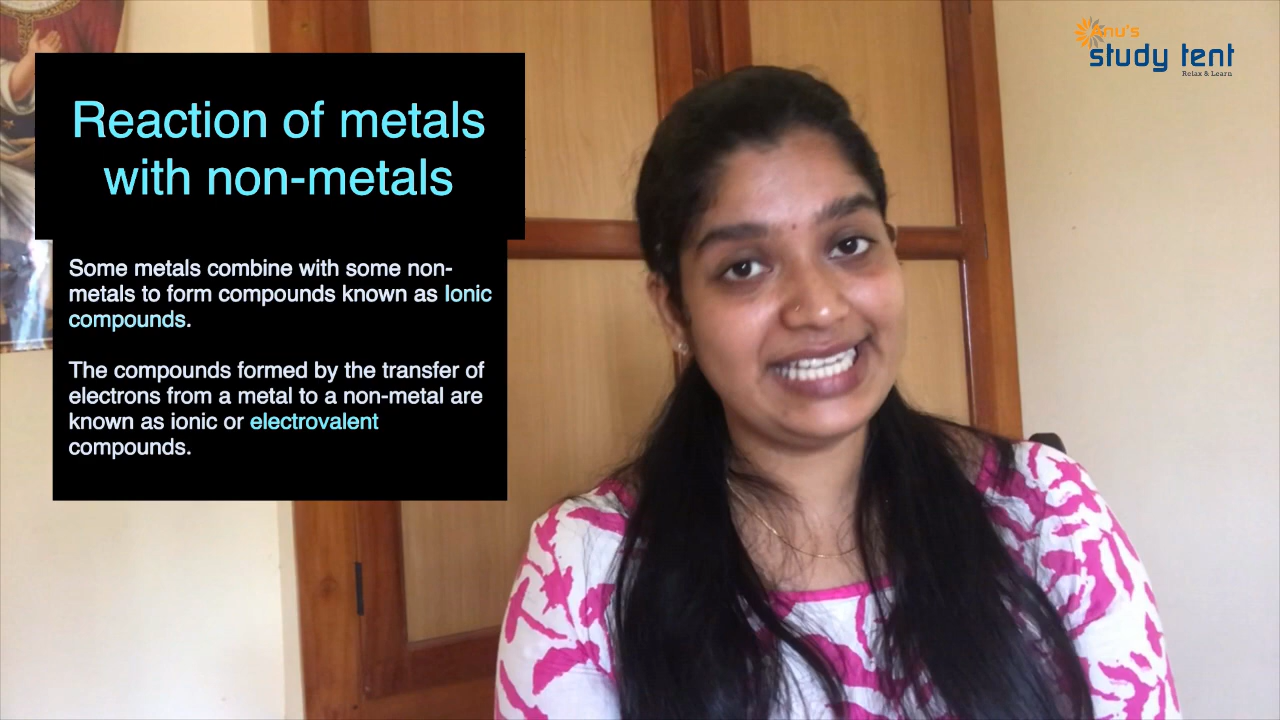 Anu's
study tent
Relax & Learn
Reaction of metals
with non-metals
Some metals combine with some non-
metals to form compounds known as Ionic
compounds.
The compounds formed by the transfer of
electrons from a metal to a non-metal are
known as ionic or electrovalent
compounds.